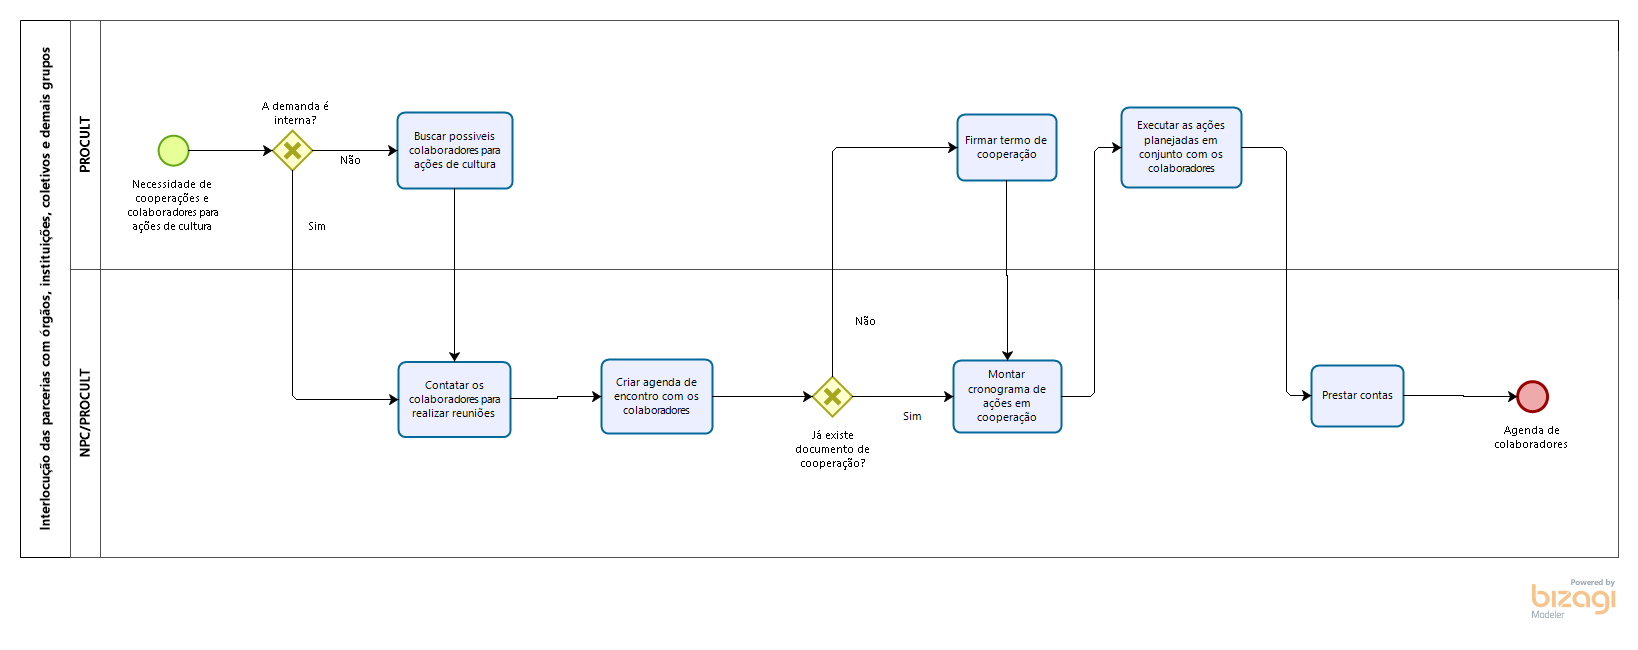 Interlocução das parcerias com órgãos, instituições, coletivos e demais grupos
PROCULT
NPC/PROCULT
Necessidade de
cooperações e
colaboradores para
ações de cultura
A demanda é
interna?
Não
Sim
Buscar possiveis
colaboradores para
ações de cultura
Contatar os
colaboradores para
realizar reuniões
Criar agenda de
encontro com os
colaboradores
Já existe
documento de
cooperação?
Não
Sim
Firmar termo de
cooperação
Montar
cronograma de
ações em
cooperação
Executar as ações
planejadas em
conjunto com os
colaboradores
Prestar contas
Agenda de
colaboradores
Powered by
bizagi
Modeler